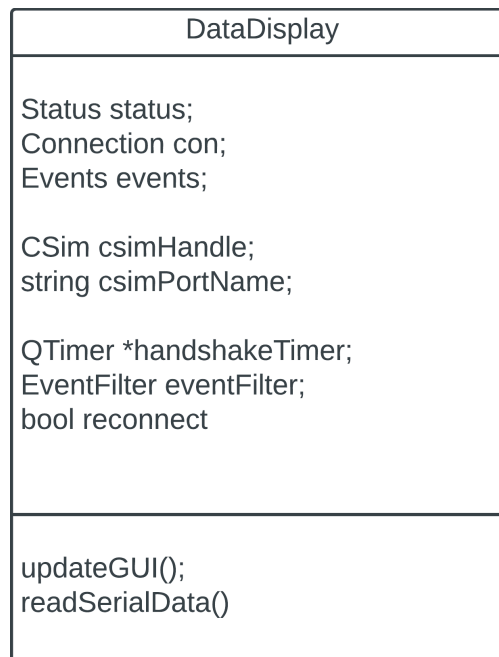 DataDisplay
Status status;
Connection con;
Events events;
CSim csimHandle;
string csimPortName;
QTimer *handshakeTimer;
EventFilter eventFilter;
bool reconnect
updateGUI();
readSerialData()